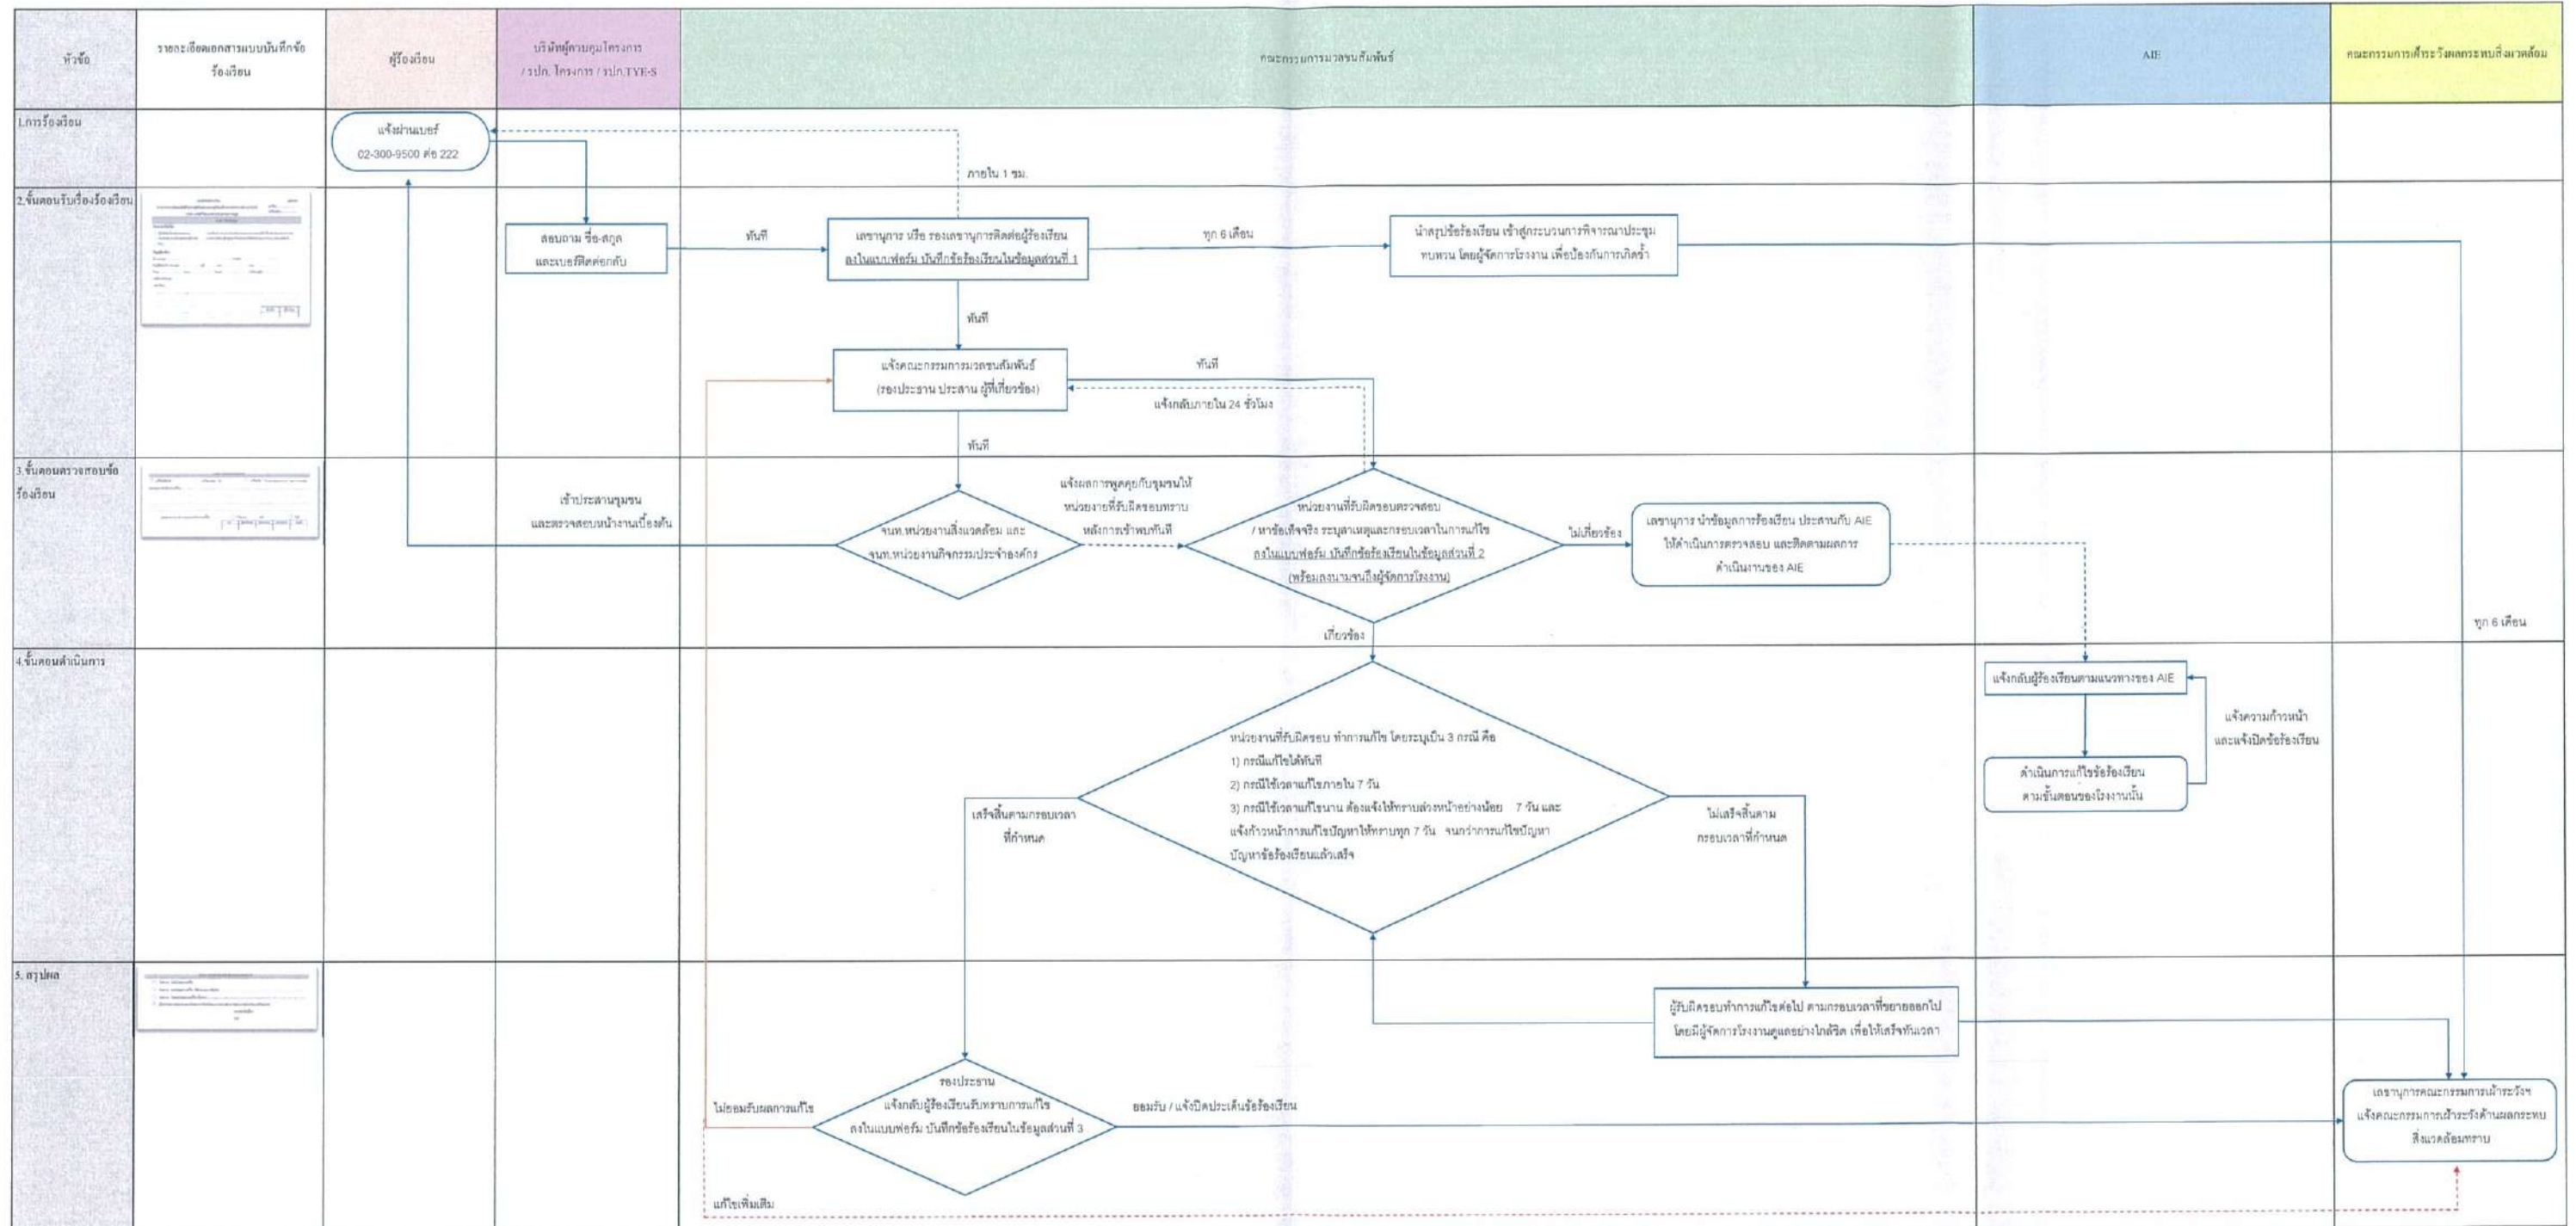 หัวข้อ
รายละเอียดเอกสารแบบบันทึกข้อ
ร้องเรียน
ผู้ร้องเรียน
บริษัทผู้ควบคุมโครงการ
/ รปภ. โครงการ / รปภ.TYE-S
คณะกรรมการมวลชนสัมพันธ์
AIE
คณะกรรมการเฝ้าระวังผลกระทบสิ่งแวดล้อม
1.การร้องเรียน
แจ้งผ่านเบอร์
02-300-9500 ต่อ 222
ภายใน 1 ชม.
2.ขั้นตอนรับเรื่องร้องเรียน
สอบถาม ชื่อ-สกุล
และเบอร์ติดต่อกลับ
ทันที
เลขานุการ หรือ รองเลขานุการติดต่อผู้ร้องเรียน
ลงในแบบฟอร์ม บันทึกข้อร้องเรียนในข้อมูลส่วนที่ 1
ทุก 6 เดือน
นำสรุปข้อร้องเรียน เข้าสู่กระบวนการพิจารณาประชุม
ทบทวน โดยผู้จัดการโรงงาน เพื่อป้องกันการเกิดซ้ำ
ทันที
แจ้งคณะกรรมการมวลชนสัมพันธ์
(รองประธาน ประสาน ผู้ที่เกี่ยวข้อง)
ทันที
แจ้งกลับภายใน 24 ชั่วโมง
ทันที
3.ขั้นตอนตรวจสอบข้อ
ร้องเรียน
เข้าประสานชุมชน
และตรวจสอบหน้างานเบื้องต้น
จนท.หน่วยงานสิ่งแวดล้อม และ
จนท.หน่วยงานกิจกรรมประจำองค์กร
แจ้งผลการพูดคุยกับชุมชนให้
หน่วยงายที่รับผิดชอบทราบ
หลังการเข้าพบทันที
หน่วยงานที่รับผิดชอบตรวจสอบ
/ หาข้อเท็จจริง ระบุสาเหตุและกรอบเวลาในการแก้ไข
ลงในแบบฟอร์ม บันทึกข้อร้องเรียนในข้อมูลส่วนที่ 2
(พร้อมลงนามจนถึงผู้จัดการโรงงาน)
ไม่เกี่ยวข้อง
เลขานุการ นำข้อมูลการร้องเรียน ประสานกับ AIE
ให้ดำเนินการตรวจสอบ และติดตามผลการ
ดำเนินงานของ AIE
ทุก 6 เดือน
เกี่ยวข้อง
4.ขั้นตอนดำเนินการ
หน่วยงานที่รับผิดชอบ ทำการแก้ไข โดยระบุเป็น 3 กรณี คือ
1) กรณีแก้ไขได้ทันที
2) กรณีใช้เวลาแก้ไขภายใน 7 วัน
3) กรณีใช้เวลาแก้ไขนาน ต้องแจ้งให้ทราบล่วงหน้าอย่างน้อย 7 วัน และ
แจ้งก้าวหน้าการแก้ไขปัญหาให้ทราบทุก 7 วัน จนกว่าการแก้ไขปัญหา
ปัญหาข้อร้องเรียนแล้วเสร็จ
เสร็จสิ้นตามกรอบเวลา
ที่กำหนด
ไม่เสร็จสิ้นตาม
กรอบเวลาที่กำหนด
แจ้งกลับผู้ร้องเรียนตามแนวทางของ AIE
แจ้งความก้าวหน้า
และแจ้งปิดข้อร้องเรียน
ดำเนินการแก้ไขข้อร้องเรียน
ตามขั้นตอนของโรงงานนั้น
5. สรุปผล
ผู้รับผิดชอบทำการแก้ไขต่อไป ตามกรอบเวลาที่ขยายออกไป
โดยมีผู้จัดการโรงงานดูแลอย่างใกล้ชิด เพื่อให้เสร็จทันเวลา
ไม่ยอมรับผลการแก้ไข
รองประธาน
แจ้งกลับผู้ร้องเรียนรับทราบการแก้ไข
ลงในแบบฟอร์ม บันทึกข้อร้องเรียนในข้อมูลส่วนที่ 3
ยอมรับ / แจ้งปิดประเด็นข้อร้องเรียน
เลขานุการคณะกรรมการเฝ้าระวังฯ
แจ้งคณะกรรมการเฝ้าระวังด้านผลกระทบ
สิ่งแวดล้อมทราบ
แก้ไขเพิ่มเติม